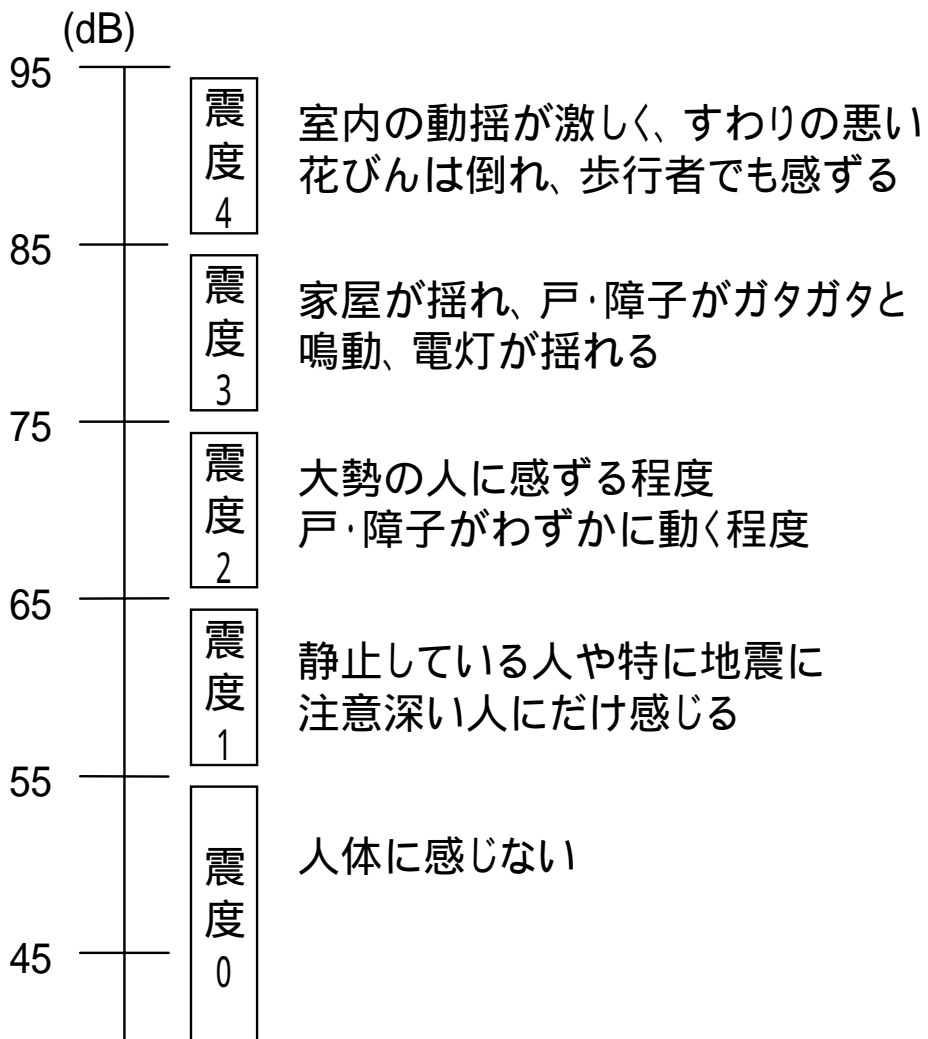 (dB)
95
震度4
室内の動揺が激しく、すわりの悪い
花びんは倒れ、歩行者でも感ずる
85
震度3
家屋が揺れ、戸・障子がガタガタと
鳴動、電灯が揺れる
75
震度2
大勢の人に感ずる程度
戸・障子がわずかに動く程度
65
震度1
静止している人や特に地震に
注意深い人にだけ感じる
55
震度0
人体に感じない
45